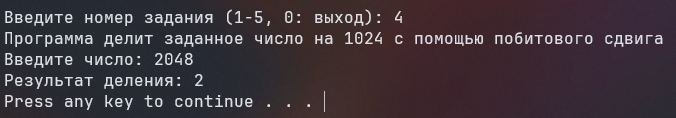 Введите номер задания (1-5, 0: выход): 4
Программа делит заданное число на 1024 с помощью побитового сдвига
Введите число: 2048
Результат деления: 2
Press any key to continue . . .